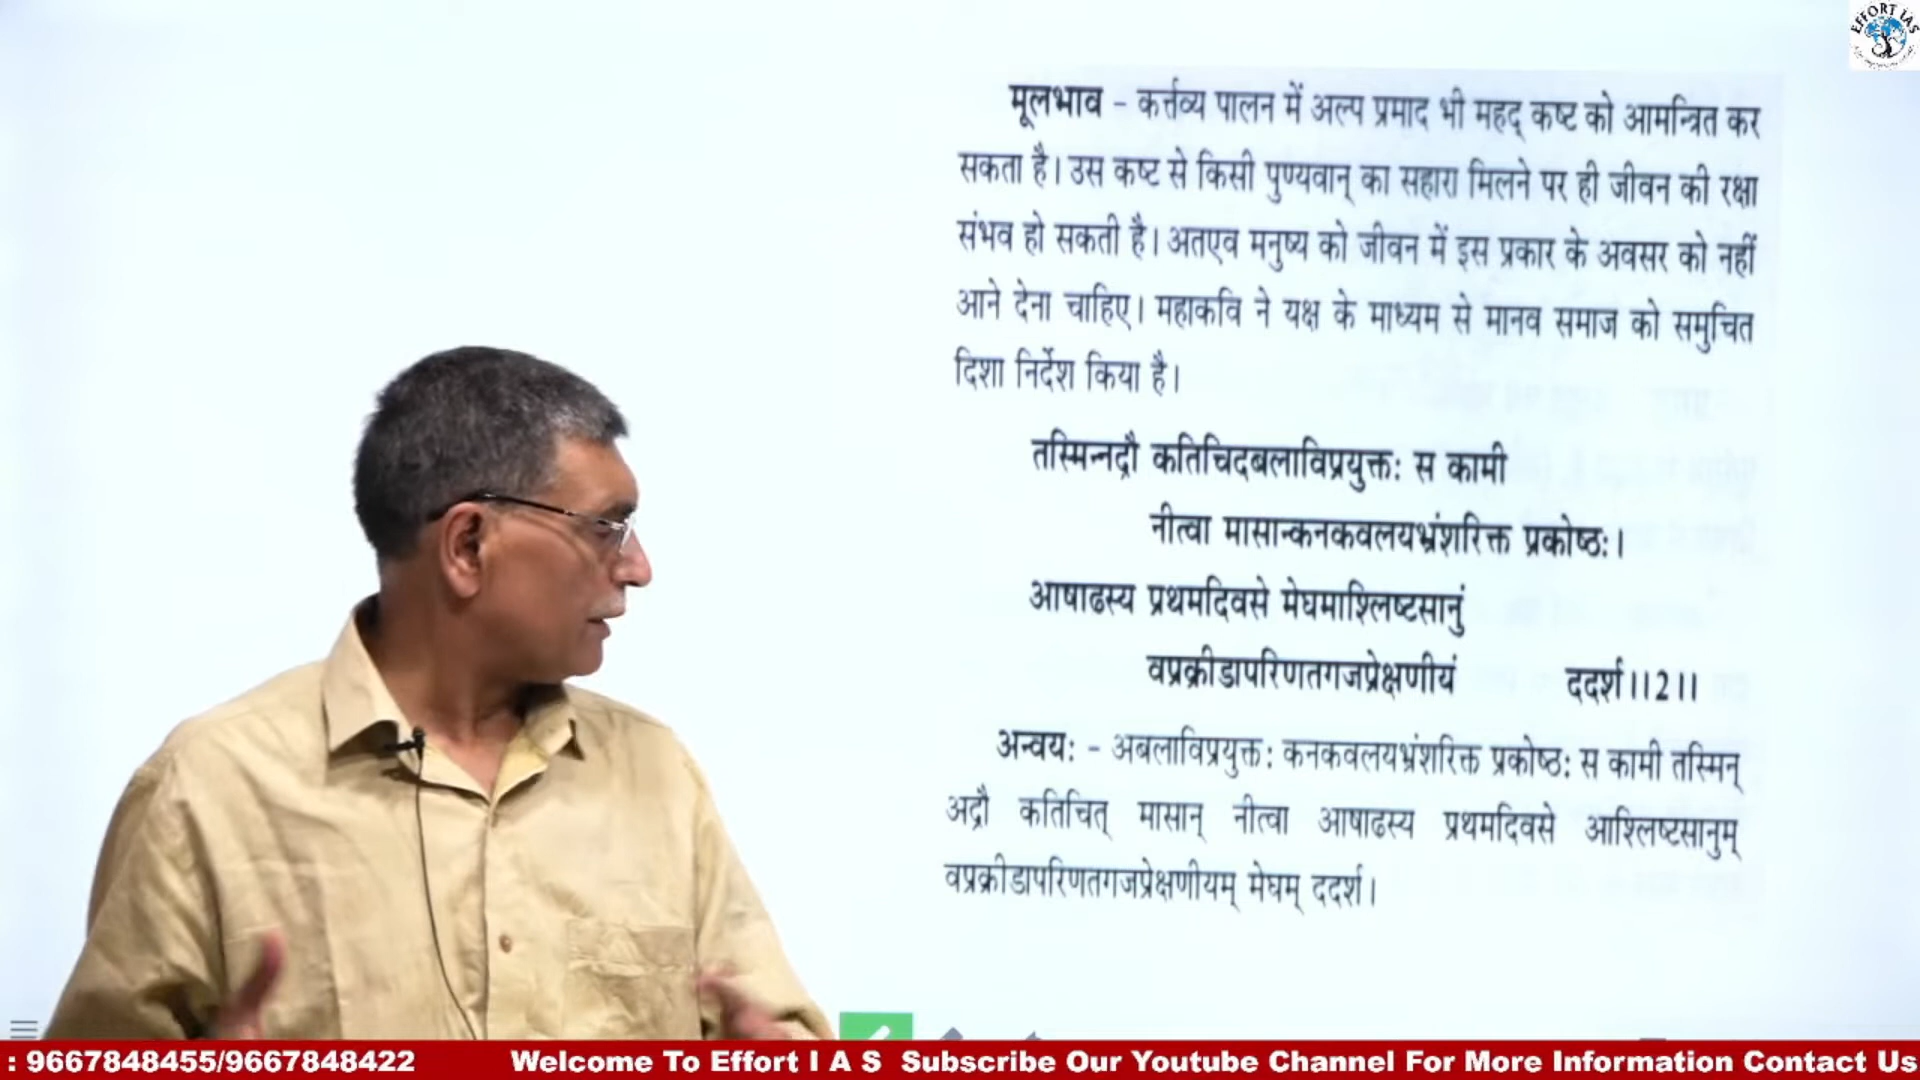 EFFORT IAS
मूलभाव - कर्त्तव्य पालन में अल्प प्रमाद भी महद् कष्ट को आमन्त्रित कर
सकता है। उस कष्ट से किसी पुण्यवान् का सहारा मिलने पर ही जीवन की रक्षा
संभव हो सकती है। अतएव मनुष्य को जीवन में इस प्रकार के अवसर को नहीं
आने देना चाहिए। महाकवि ने यक्ष के माध्यम से मानव समाज को समुचित
दिशा निर्देश किया है।
तस्मिन्नद्रौ कतिचिदबलाविप्रयुक्तः स कामी
नीत्वा मासान्कनकवलयभ्रंशरिक्त प्रकोष्ठः।
आषाढस्य प्रथमदिवसे मेघमाश्लिष्टसानुं
वप्रक्रीडापरिणतगजप्रेक्षणीयं ददर्श।।2।।
अन्वयः - अबलाविप्रयुक्तः कनकवलयभ्रंशरिक्त प्रकोष्ठः स कामी तस्मिन्
अद्रौ कतिचित् मासान् नीत्वा आषाढस्य प्रथमदिवसे आश्लिष्टसानुम्
वप्रक्रीडापरिणतगजप्रेक्षणीयम् मेघम् ददर्श।
: 9667848455/9667848422 Welcome To Effort I A S Subscribe Our Youtube Channel For More Information Contact Us